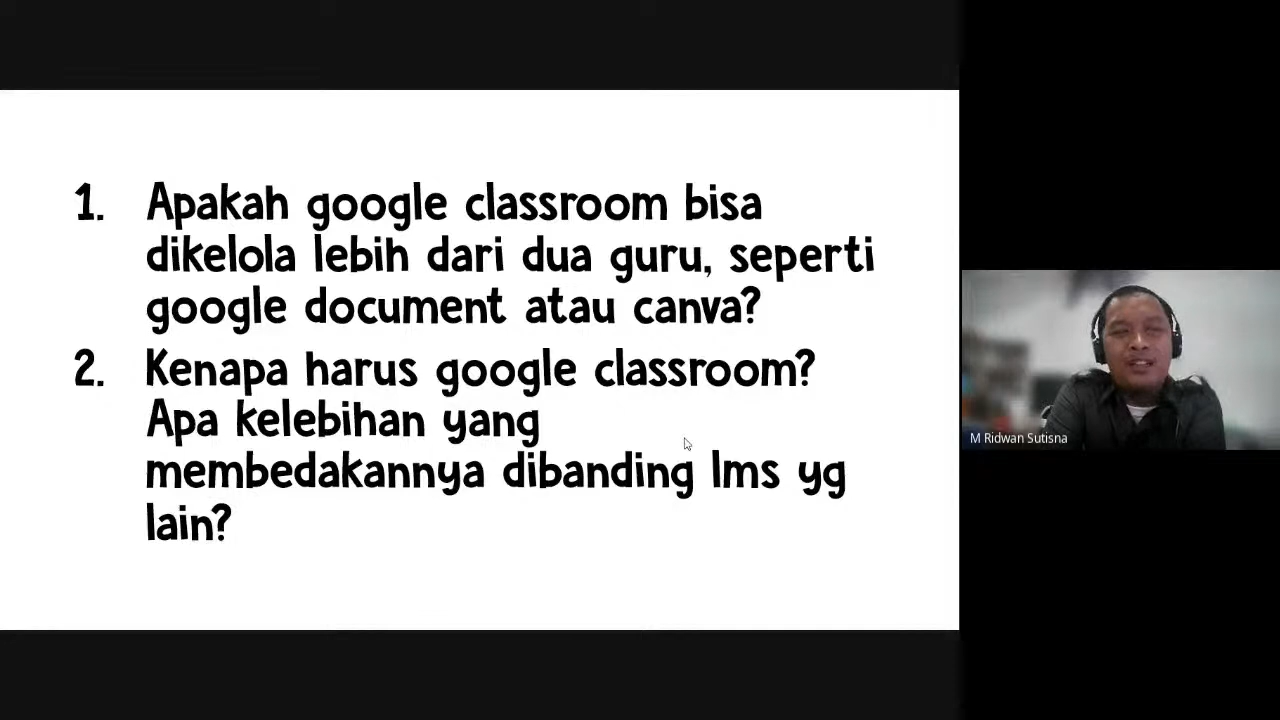 1. Apakah google classroom bisa
dikelola lebih dari dua guru, seperti
google document atau canva?
2. Kenapa harus google classroom?
Apa kelebihan yang
membedakannya dibanding lms yg
lain?
M Ridwan Sutisna